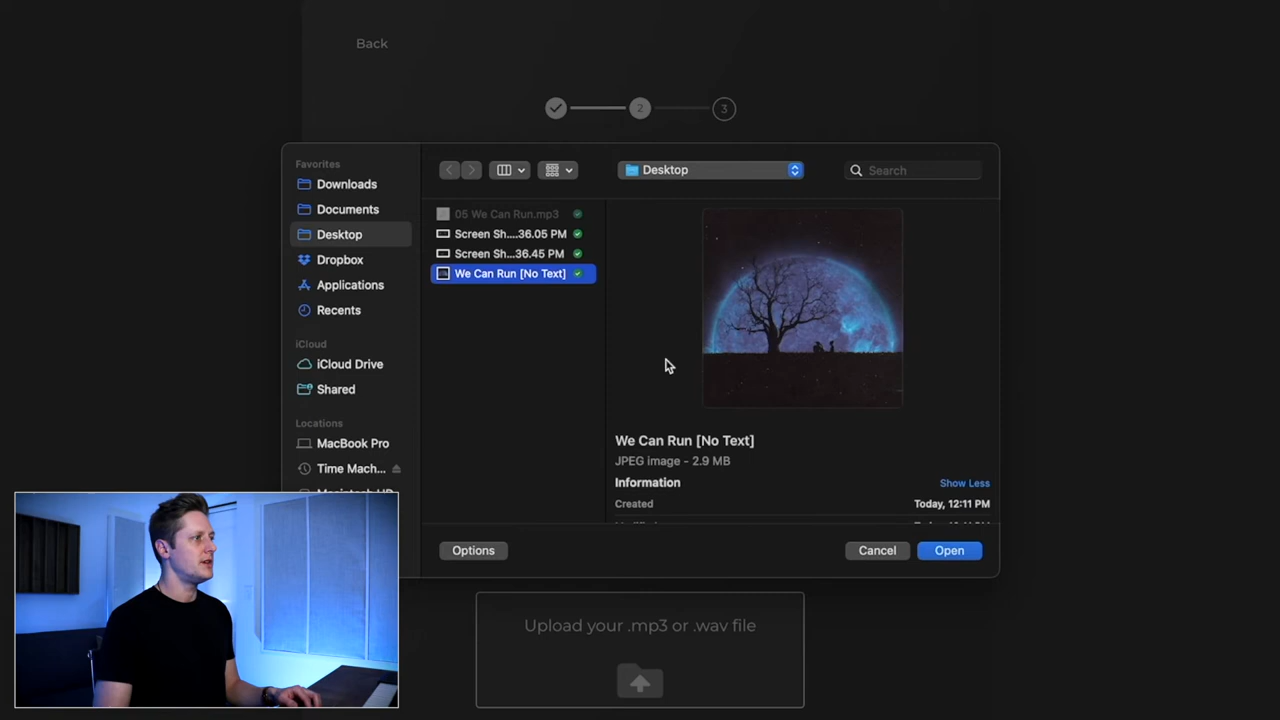 Back
2
3
Favorites
Downloads
Documents
Desktop
Dropbox
Applications
Recents
iCloud
iCloud Drive
Shared
Locations
MacBook Pro
Time Mach...
Desktop
Search
05 We Can Run.mp3
Screen Sh....36.05 PM
Screen Sh....36.45 PM
We Can Run [No Text]
We Can Run [No Text]
JPEG image - 2.9 MB
Information
Show Less
Created
Today, 12:11 PM
Options
Cancel
Open
Upload your .mp3 or .wav file